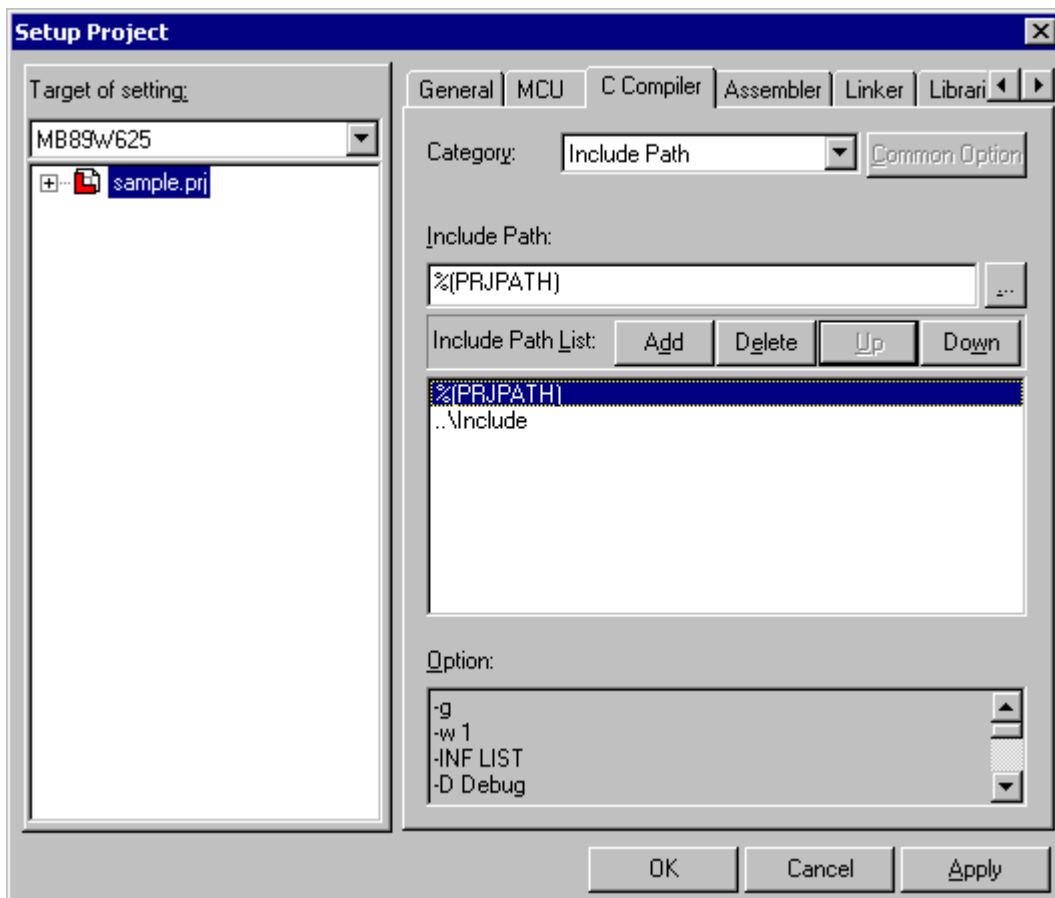 Setup Project
Target of setting:
MB89W625
sample.prj
General MCU C Compiler Assembler Linker Librari
Category: Include Path Common Option
Include Path:
%(PRJPATH) ...
Include Path List: Add Delete Up Down
%(PRJPATH)
..\Include
Option:
-g
-w 1
-INF LIST
-D Debug
OK Cancel Apply